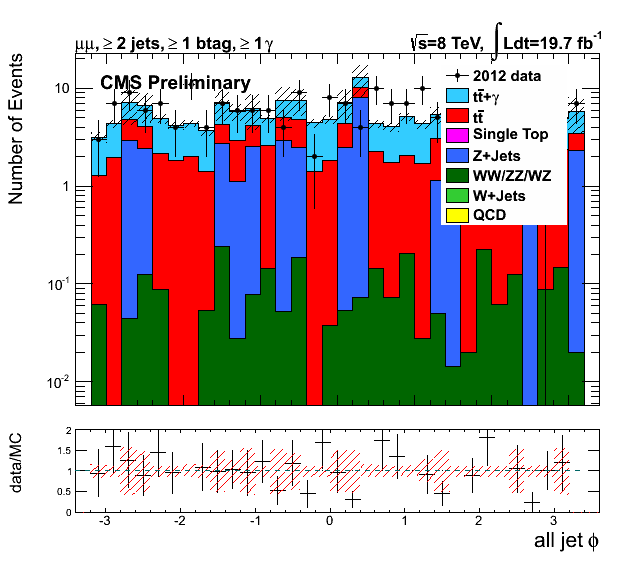 μμ, ≥ 2 jets, ≥ 1 btag, ≥ 1 γ
√s=8 TeV, ∫Ldt=19.7 fb⁻¹
CMS Preliminary
2012 data
tt̄+γ
tt̄
Single Top
Z+Jets
WW/ZZ/WZ
W+Jets
QCD
Number of Events
10
1
10⁻¹
10⁻²
data/MC
2
1.5
1
0.5
0
-3 -2 -1 0 1 2 3
all jet ϕ